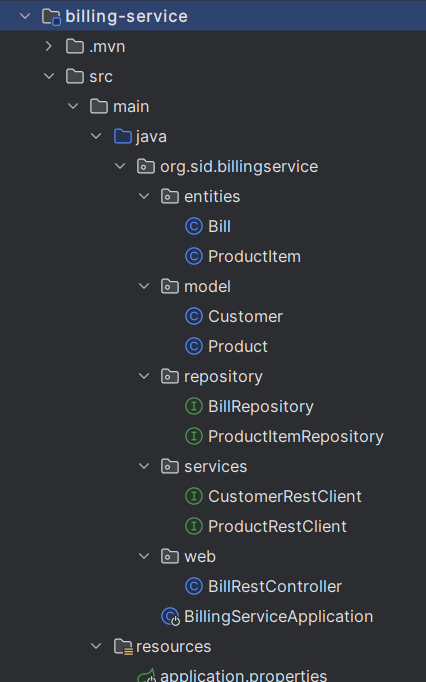 billing-service
.mvn
src
main
java
org.sid.billingservice
entities
Bill
ProductItem
model
Customer
Product
repository
BillRepository
ProductItemRepository
services
CustomerRestClient
ProductRestClient
web
BillRestController
BillingServiceApplication
resources
application.properties